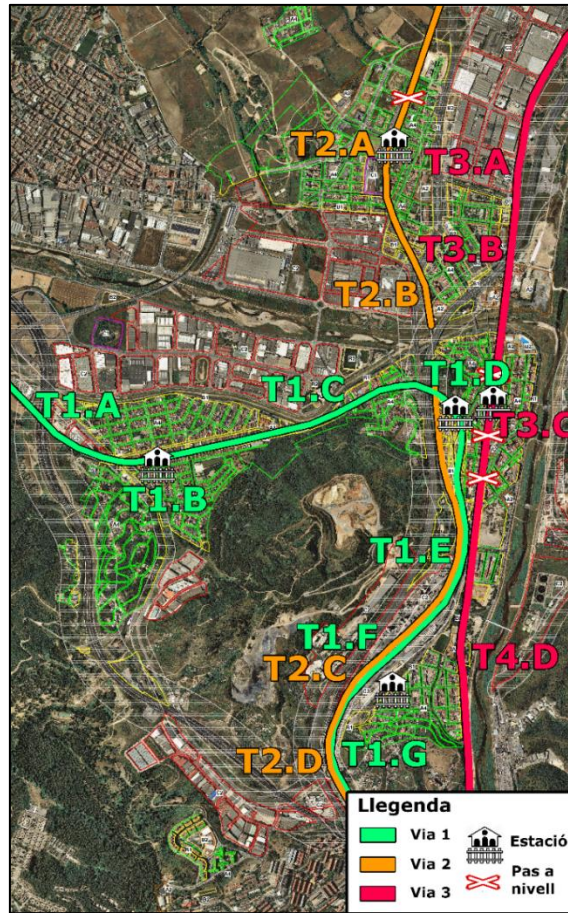 T2.A
T3.A
T3.B
T2.B
T1.C
T1.D
T1.A
T3.C
T1.B
T1.E
T1.F
T2.C
T4.D
T2.D
T1.G
Llegenda
Via 1
Estació
Via 2
Pas a
nivell
Via 3